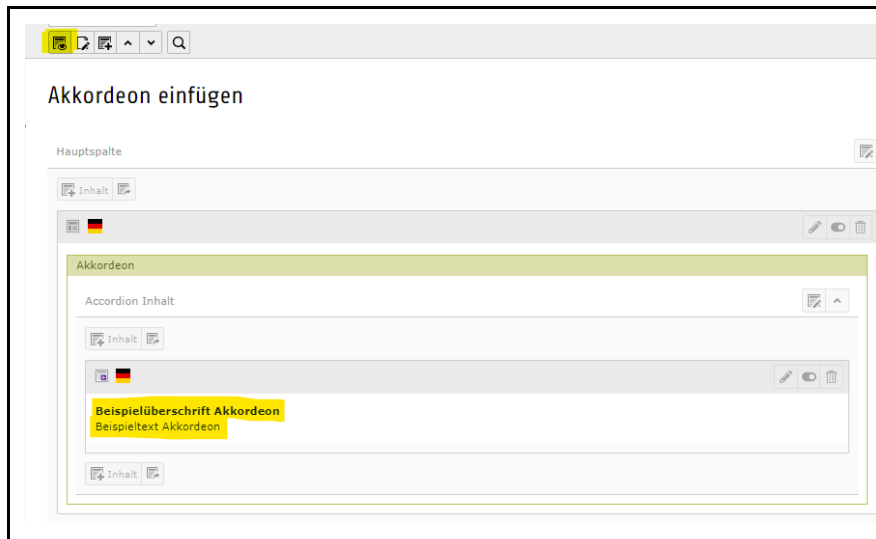 Akkordeon einfügen
Hauptspalte
Inhalt
Akkordeon
Accordion Inhalt
Inhalt
Beispielüberschrift Akkordeon
Beispieltext Akkordeon
Inhalt